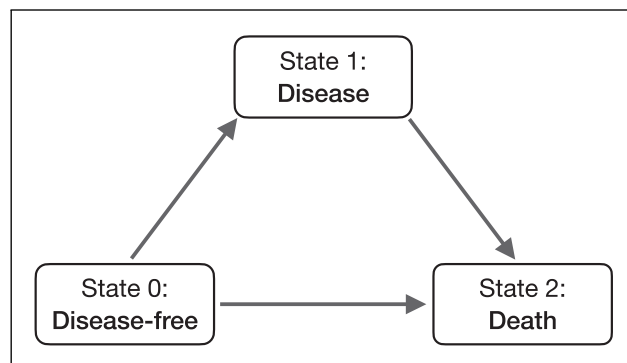 State 1:
Disease
State 0:
Disease-free
State 2:
Death